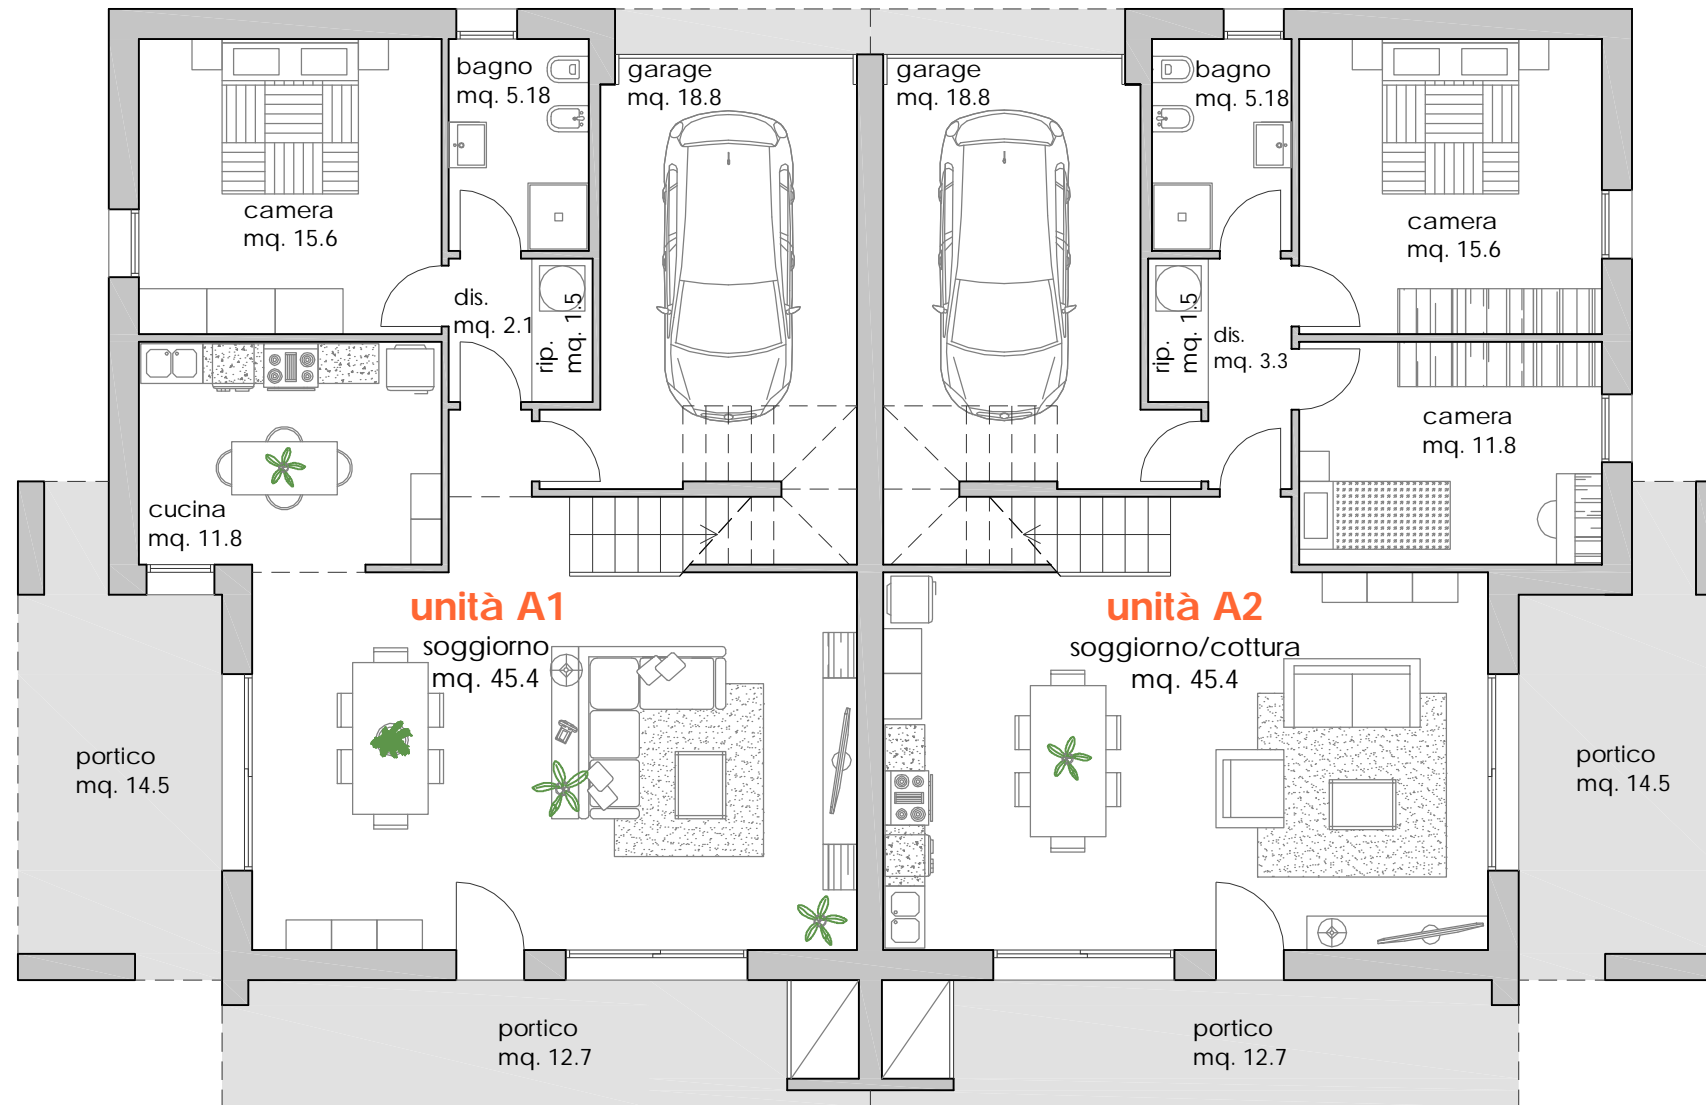 bagno
mq. 5.18
garage
mq. 18.8
garage
mq. 18.8
bagno
mq. 5.18
camera
mq. 15.6
camera
mq. 15.6
dis.
mq. 2.1
rip.
mq. 1.5
rip.
mq. 1.5
dis.
mq. 3.3
camera
mq. 11.8
cucina
mq. 11.8
unità A1
soggiorno
mq. 45.4
unità A2
soggiorno/cottura
mq. 45.4
portico
mq. 14.5
portico
mq. 14.5
portico
mq. 12.7
portico
mq. 12.7